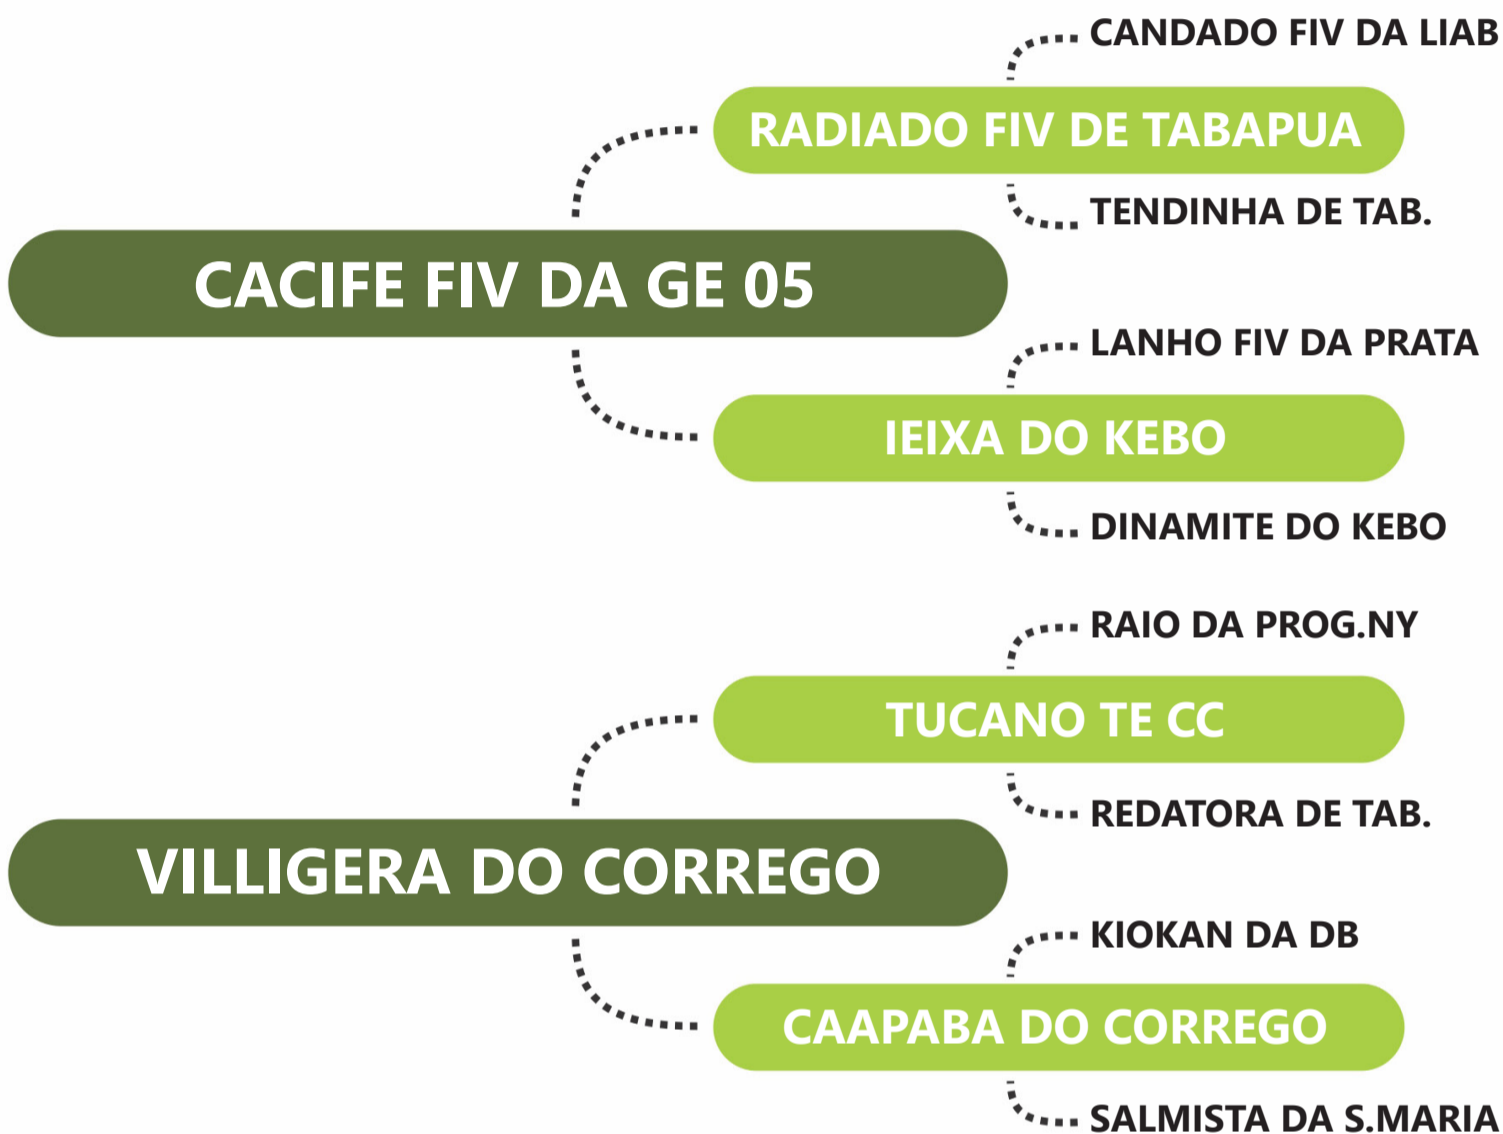 CANDADO FIV DA LIAB
RADIADO FIV DE TABAPUA
TENDINHA DE TAB.
CACIFE FIV DA GE 05
LANHO FIV DA PRATA
IEIXA DO KEBO
DINAMITE DO KEBO
RAIO DA PROG.NY
TUCANO TE CC
REDATORA DE TAB.
VILLIGERA DO CORREGO
KIOKAN DA DB
CAAPABA DO CORREGO
SALMISTA DA S.MARIA